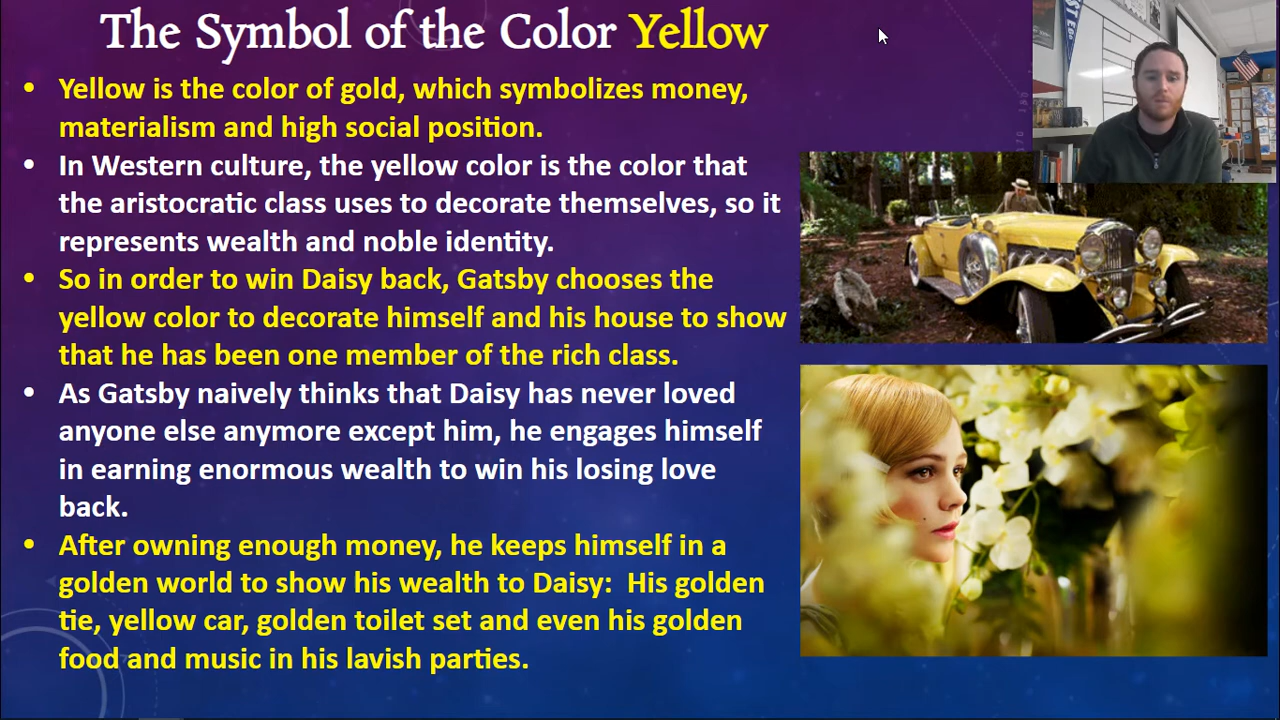 The Symbol of the Color Yellow
• Yellow is the color of gold, which symbolizes money,
materialism and high social position.
• In Western culture, the yellow color is the color that
the aristocratic class uses to decorate themselves, so it
represents wealth and noble identity.
• So in order to win Daisy back, Gatsby chooses the
yellow color to decorate himself and his house to show
that he has been one member of the rich class.
• As Gatsby naively thinks that Daisy has never loved
anyone else anymore except him, he engages himself
in earning enormous wealth to win his losing love
back.
• After owning enough money, he keeps himself in a
golden world to show his wealth to Daisy:  His golden
tie, yellow car, golden toilet set and even his golden
food and music in his lavish parties.